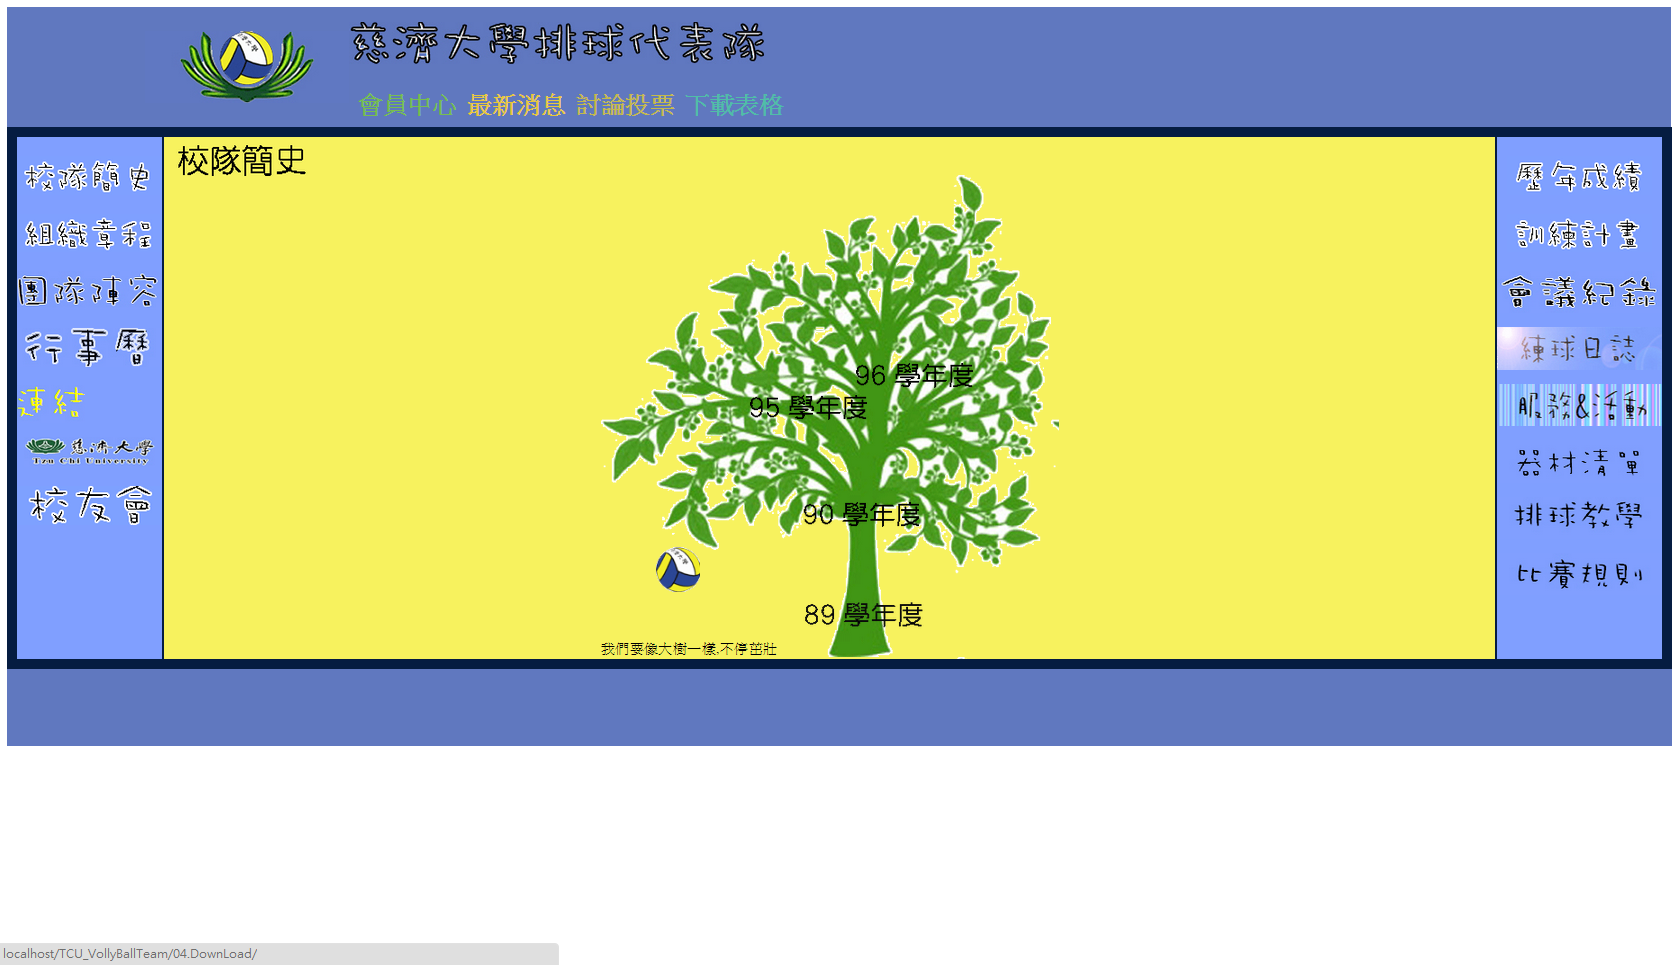 慈濟大學排球代表隊
會員中心 最新消息 討論投票 下載表格
校隊簡史
組織章程
團隊陣容
行事曆
連結
慈濟大學
Tzu Chi University
校友會
校隊簡史
96 學年度
95 學年度
90 學年度
89 學年度
我們要像大樹一樣,不停茁壯
歷年成績
訓練計畫
會議紀錄
練球日誌
服務&活動
器材清單
排球教學
比賽規則
localhost/TCU_VollyBallTeam/04.DownLoad/